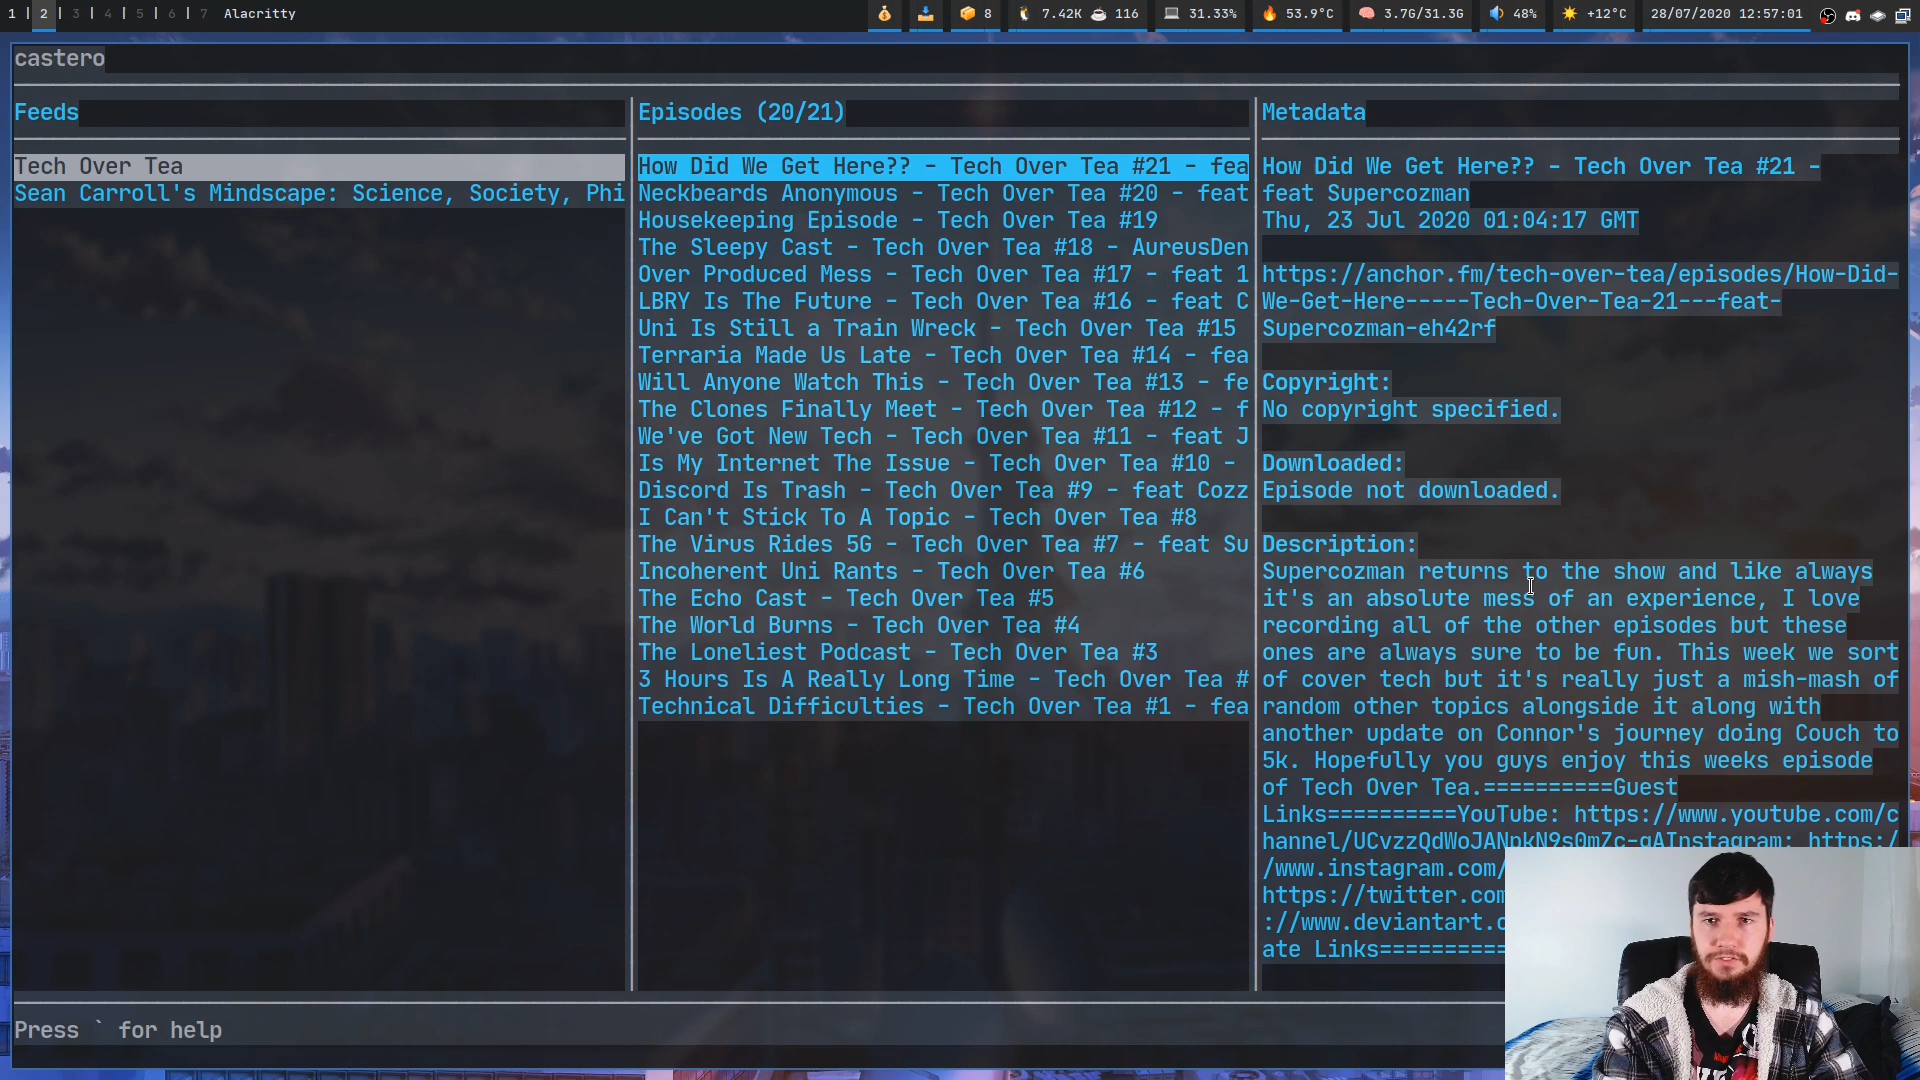 1 | 2 | 3 | 4 | 5 | 6 | 7 Alacritty
8
7.42K 116
31.33%
53.9°C
3.7G/31.3G
48%
+12°C
28/07/2020 12:57:01
castero
Feeds
Tech Over Tea
Sean Carroll's Mindscape: Science, Society, Phi
Episodes (20/21)
How Did We Get Here?? - Tech Over Tea #21 - fea
Neckbeards Anonymous - Tech Over Tea #20 - feat
Housekeeping Episode - Tech Over Tea #19
The Sleepy Cast - Tech Over Tea #18 - AureusDen
Over Produced Mess - Tech Over Tea #17 - feat 1
LBRY Is The Future - Tech Over Tea #16 - feat C
Uni Is Still a Train Wreck - Tech Over Tea #15
Terraria Made Us Late - Tech Over Tea #14 - fea
Will Anyone Watch This - Tech Over Tea #13 - fe
The Clones Finally Meet - Tech Over Tea #12 - f
We've Got New Tech - Tech Over Tea #11 - feat J
Is My Internet The Issue - Tech Over Tea #10 -
Discord Is Trash - Tech Over Tea #9 - feat Cozz
I Can't Stick To A Topic - Tech Over Tea #8
The Virus Rides 5G - Tech Over Tea #7 - feat Su
Incoherent Uni Rants - Tech Over Tea #6
The Echo Cast - Tech Over Tea #5
The World Burns - Tech Over Tea #4
The Loneliest Podcast - Tech Over Tea #3
3 Hours Is A Really Long Time - Tech Over Tea #
Technical Difficulties - Tech Over Tea #1 - fea
Metadata
How Did We Get Here?? - Tech Over Tea #21 -
feat Supercozman
Thu, 23 Jul 2020 01:04:17 GMT
https://anchor.fm/tech-over-tea/episodes/How-Did-
We-Get-Here-----Tech-Over-Tea-21---feat-
Supercozman-eh42rf
Copyright:
No copyright specified.
Downloaded:
Episode not downloaded.
Description:
Supercozman returns to the show and like always
it's an absolute mess of an experience, I love
recording all of the other episodes but these
ones are always sure to be fun. This week we sort
of cover tech but it's really just a mish-mash of
random other topics alongside it along with
another update on Connor's journey doing Couch to
5k. Hopefully you guys enjoy this weeks episode
of Tech Over Tea.==========Guest
Links==========YouTube: https://www.youtube.com/c
hannel/UCvzzQdWoJANpkN9s0mZc-gAInstagram: https:/
/www.instagram.com/
https://twitter.com
://www.deviantart.c
ate Links==========
Press ` for help